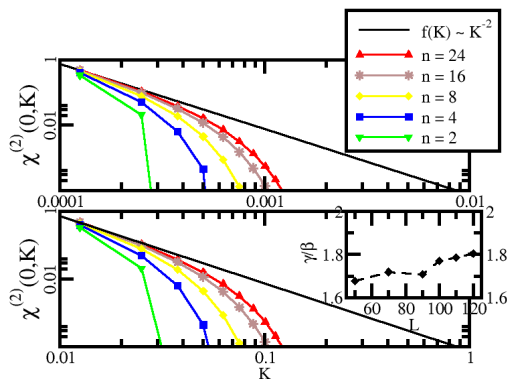 f(K) ~ K⁻²
n = 24
n = 16
n = 8
n = 4
n = 2
1
0.01
χ⁽²⁾(0,K)
0.0001 0.001 0.01
1
0.01
χ⁽²⁾(0,K)
0.01 0.1 1
K
2 2
1.8 1.8
1.6 1.6
γ/β
60 80 100 120
L